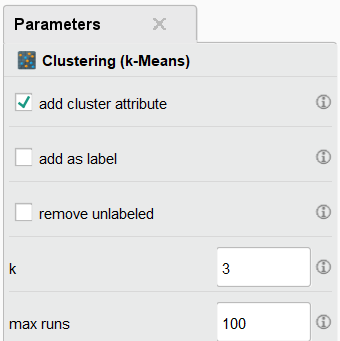 Parameters
Clustering (k-Means)
add cluster attribute
add as label
remove unlabeled
k 3
max runs 100